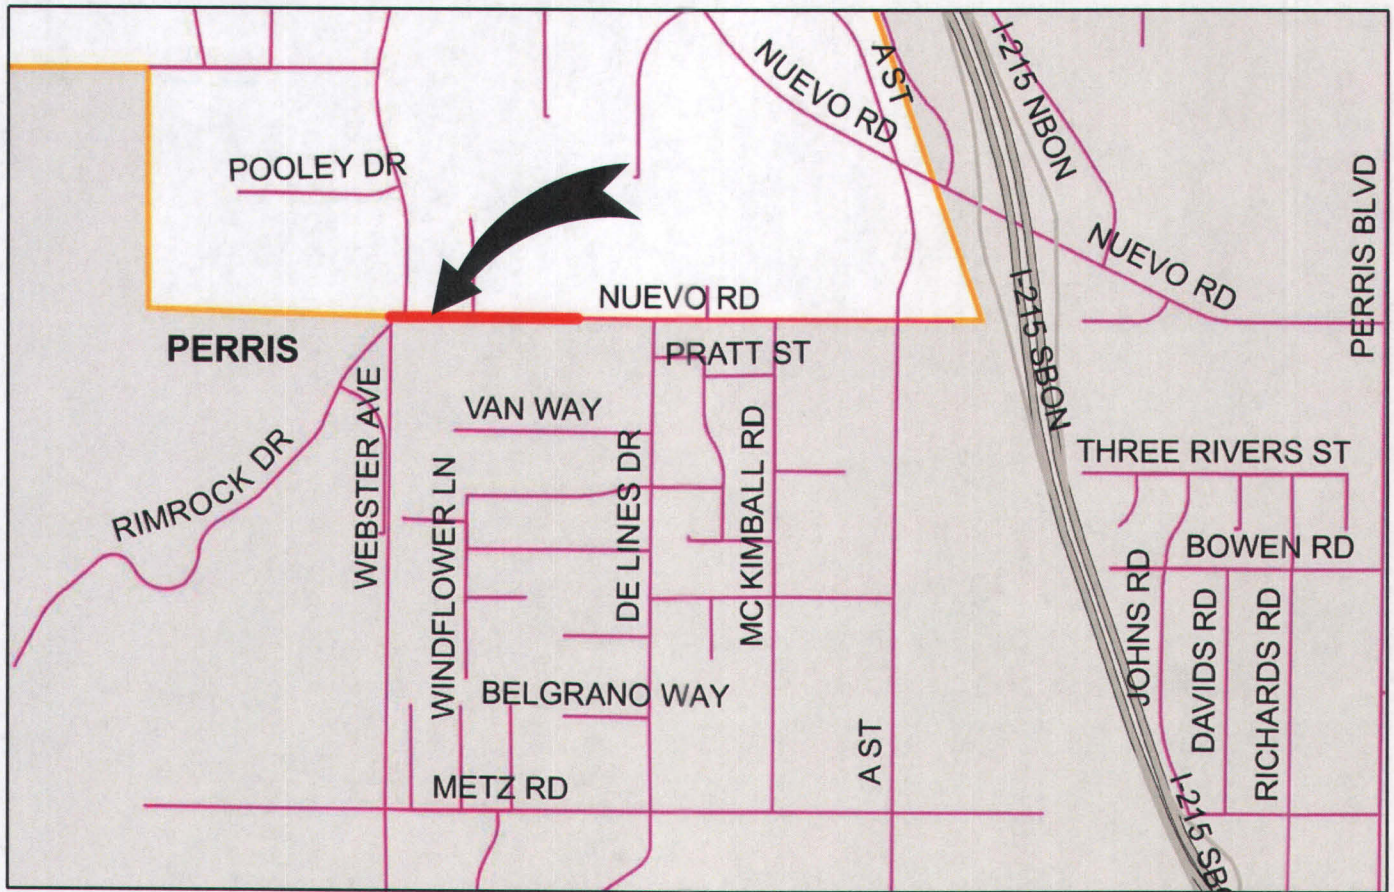 NUEVO RD
A ST
I-215 NBON
POOLEY DR
PERRIS BLVD
NUEVO RD
NUEVO RD
I-215 SBON
PERRIS
PRATT ST
VAN WAY
WEBSTER AVE
RIMROCK DR
WINDFLOWER LN
DE LINES DR
MC KIMBALL RD
THREE RIVERS ST
BOWEN RD
JOHNS RD
DAVIDS RD
RICHARDS RD
BELGRANO WAY
A ST
METZ RD
I-215 SB